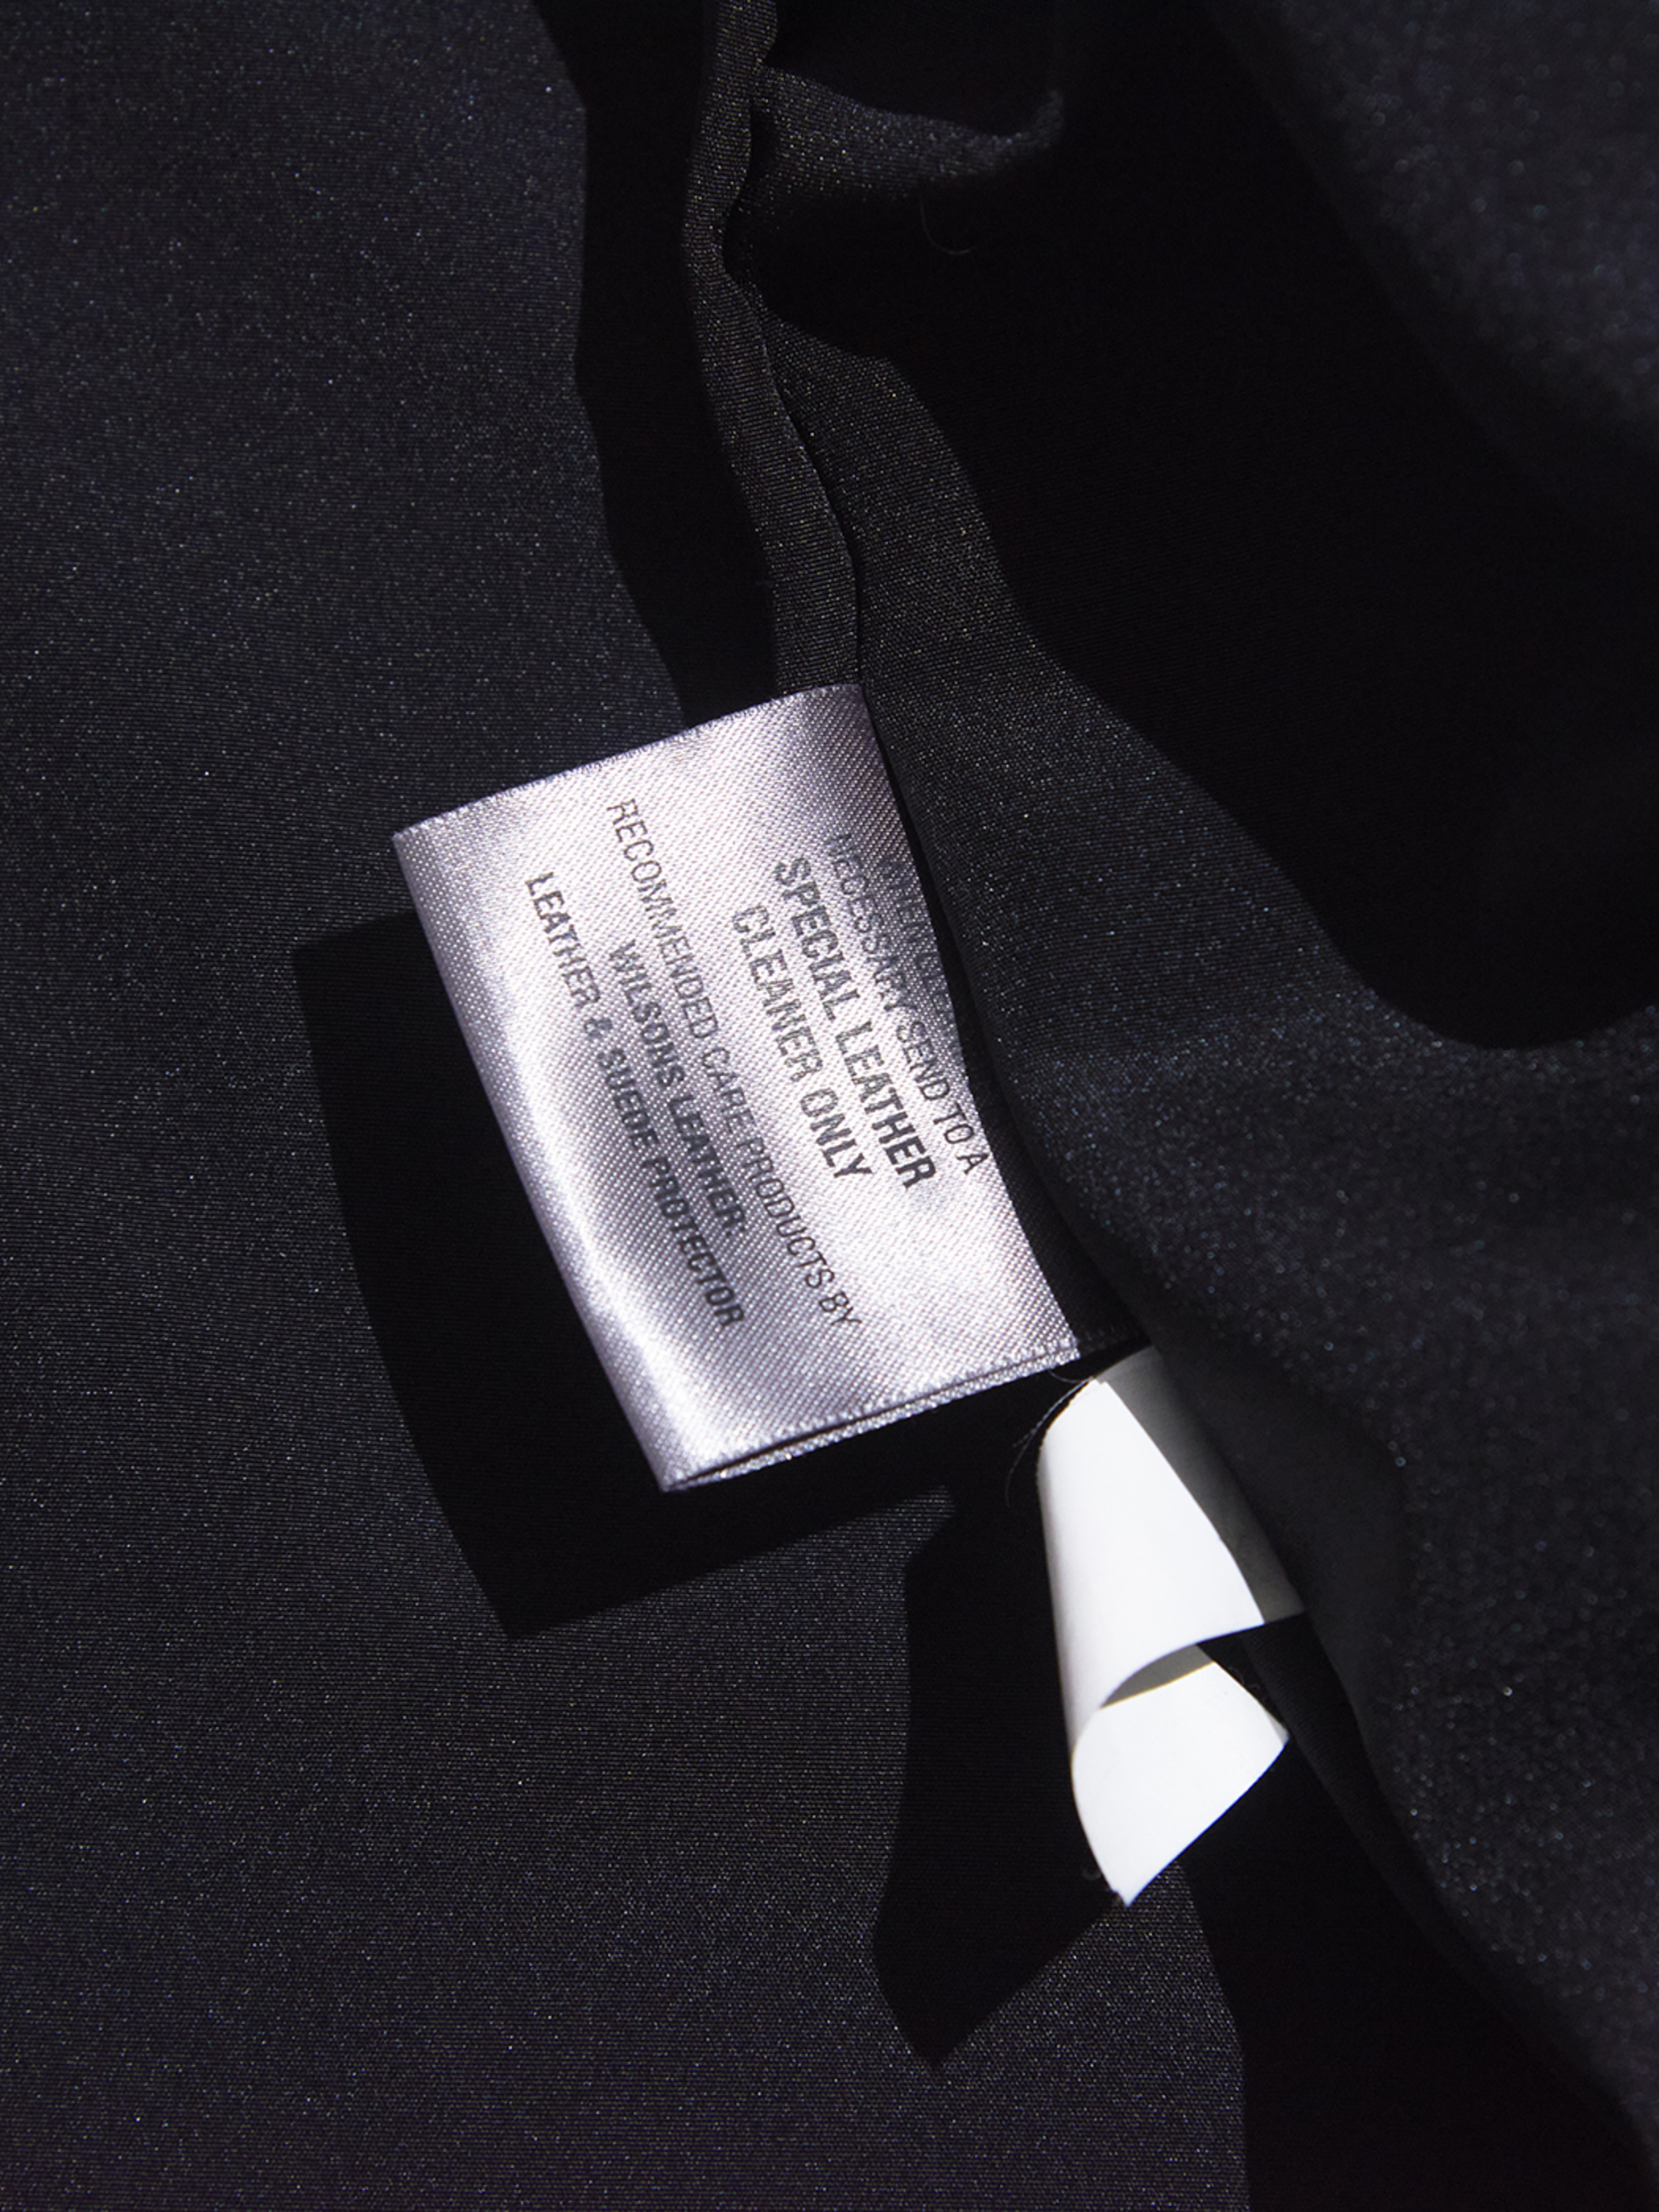 NECESSARY SEND TO A
SPECIAL LEATHER
CLEANER ONLY
RECOMMENDED CARE PRODUCTS BY
WILSONS LEATHER:
LEATHER & SUEDE PROTECTOR